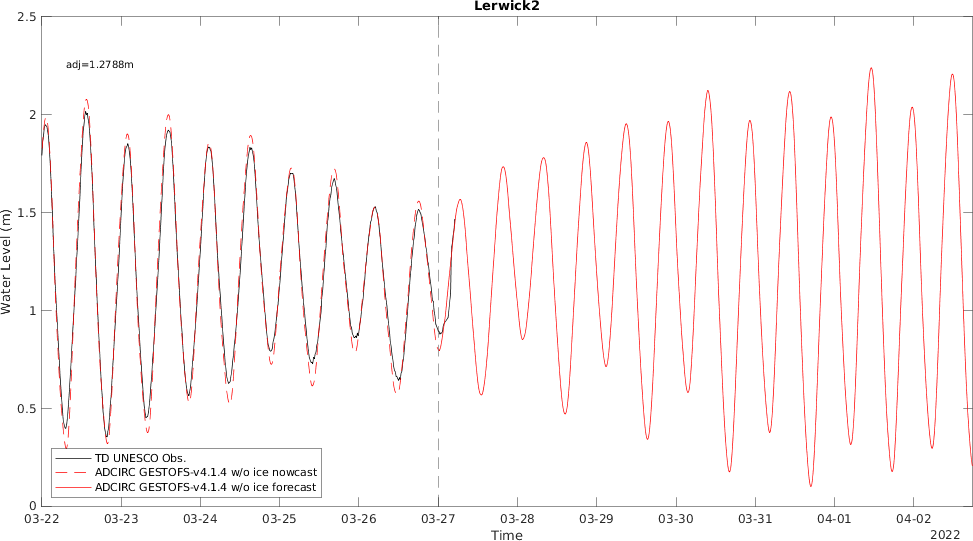 Lerwick2
2.5
adj=1.2788m
2
1.5
Water Level (m)
1
0.5
TD UNESCO Obs.
ADCIRC GESTOFS-v4.1.4 w/o ice nowcast
ADCIRC GESTOFS-v4.1.4 w/o ice forecast
0
03-22 03-23 03-24 03-25 03-26 03-27 03-28 03-29 03-30 03-31 04-01 04-02
Time 2022